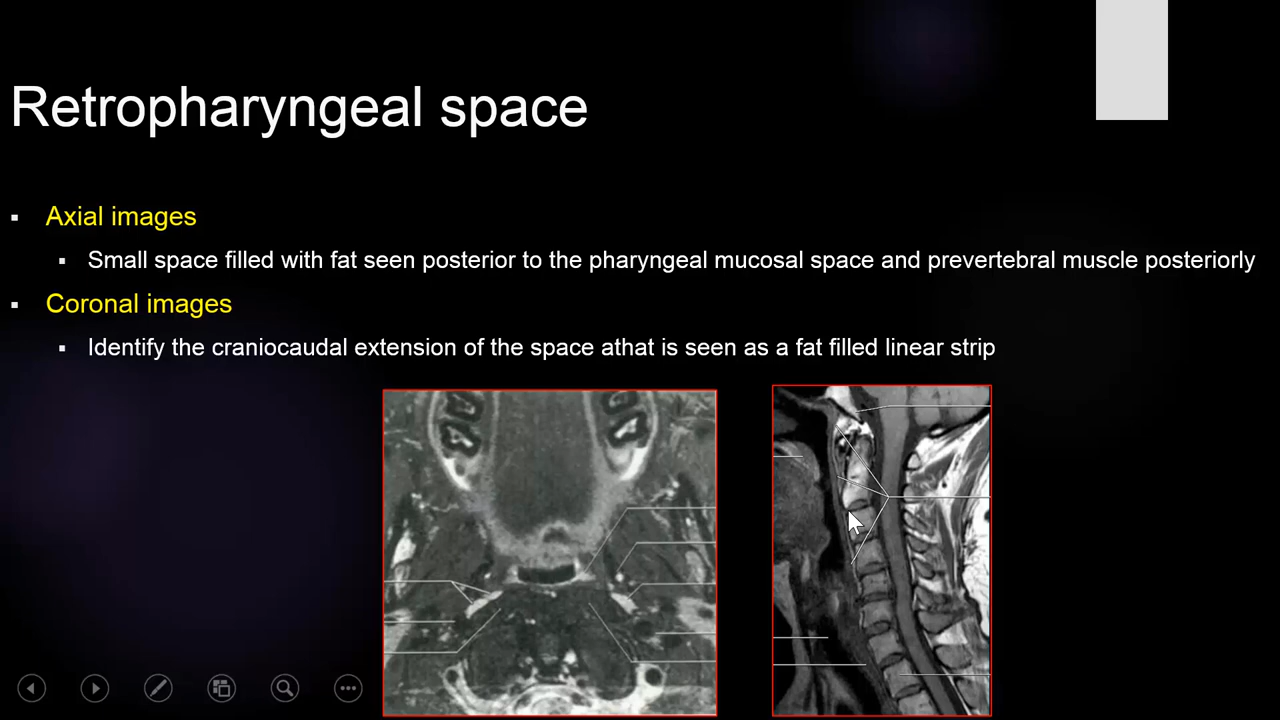 Retropharyngeal space
Axial images
Small space filled with fat seen posterior to the pharyngeal mucosal space and prevertebral muscle posteriorly
Coronal images
Identify the craniocaudal extension of the space athat is seen as a fat filled linear strip